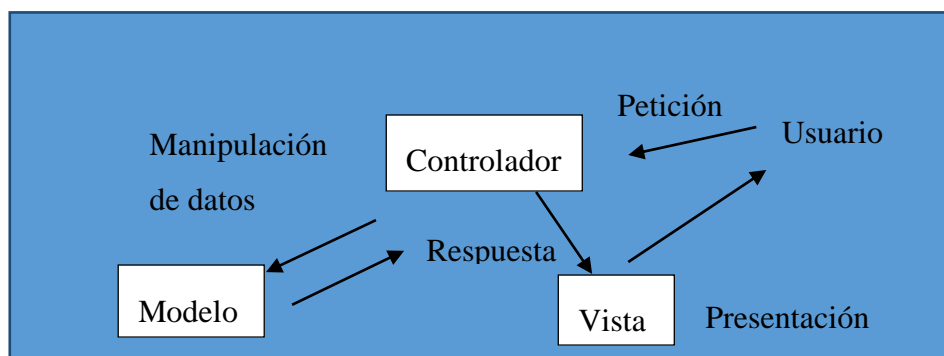 Petición
Usuario
Manipulación
de datos
Controlador
Respuesta
Modelo
Vista
Presentación